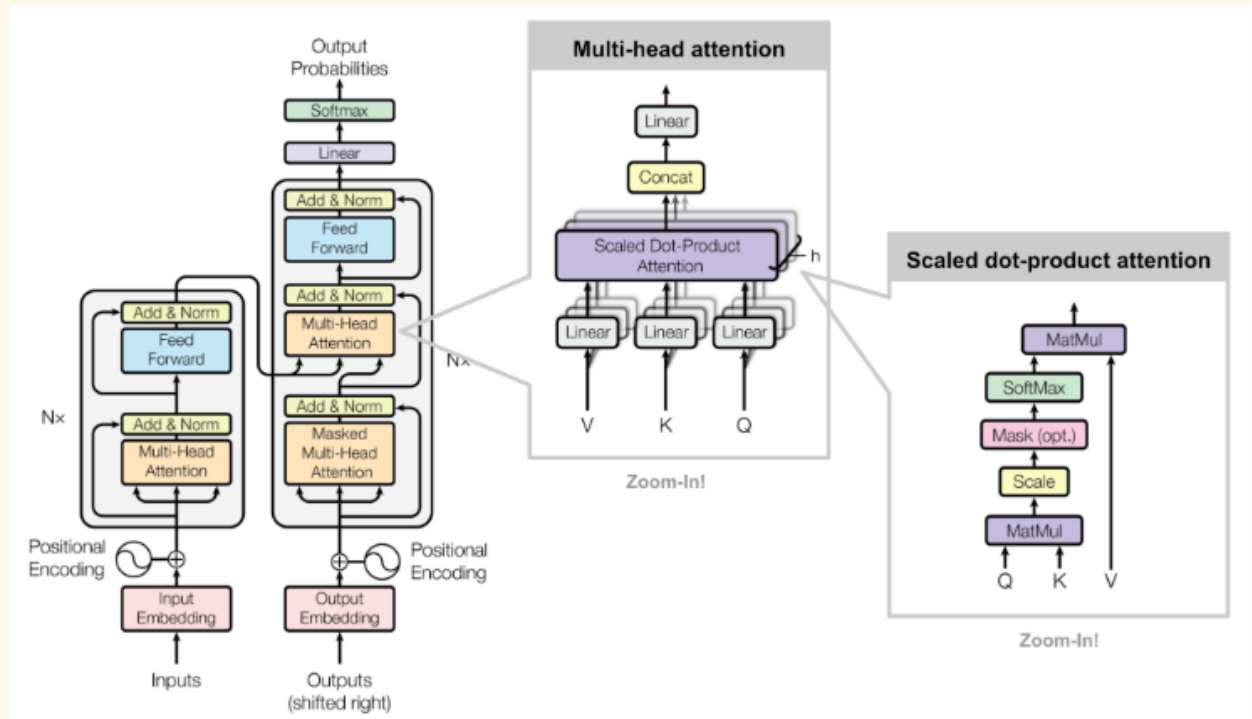 Output
Probabilities
Softmax
Linear
Add & Norm
Feed
Forward
Add & Norm
Multi-Head
Attention
Add & Norm
Masked
Multi-Head
Attention
N×
Add & Norm
Feed
Forward
Add & Norm
Multi-Head
Attention
N×
Positional
Encoding
Positional
Encoding
Input
Embedding
Output
Embedding
Inputs
Outputs
(shifted right)
Multi-head attention
Linear
Concat
Scaled Dot-Product
Attention
h
Linear
Linear
Linear
V
K
Q
Zoom-In!
Scaled dot-product attention
MatMul
SoftMax
Mask (opt.)
Scale
MatMul
Q
K
V
Zoom-In!